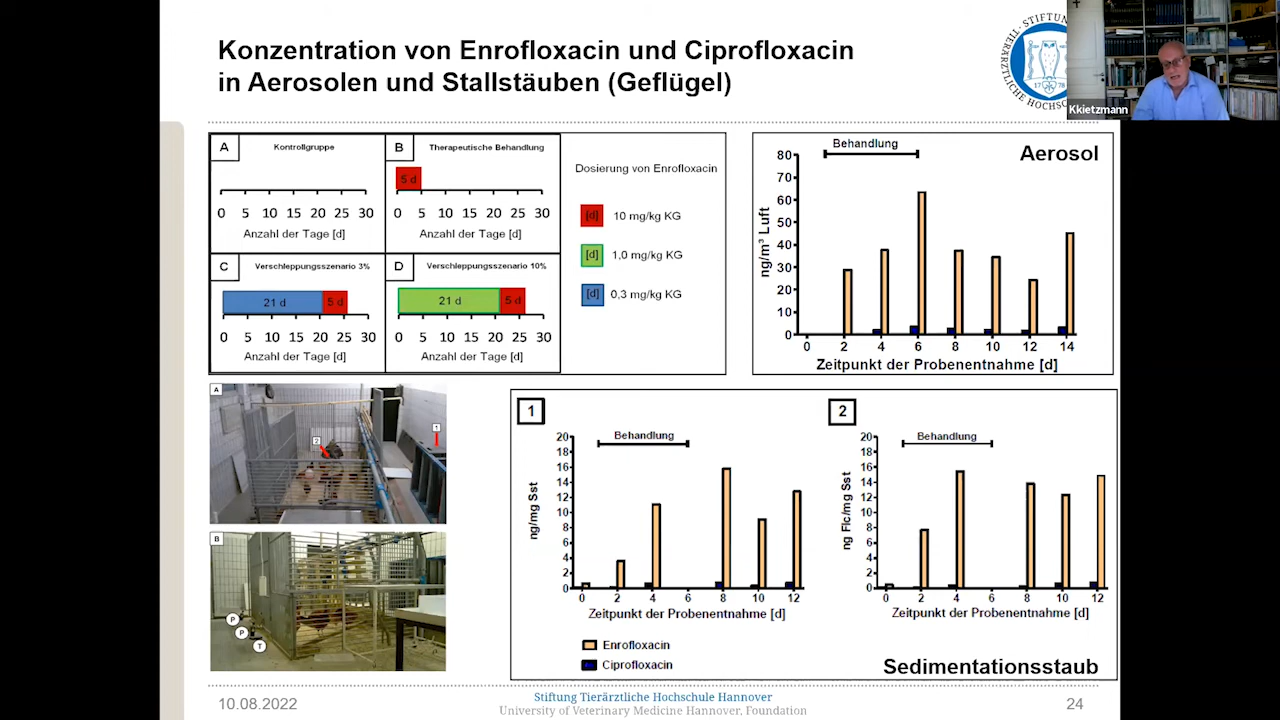 Konzentration von Enrofloxacin und Ciprofloxacin
in Aerosolen und Stallstäuben (Geflügel)
STIFTUNG
TIERÄRZTLICHE HOCHSCHULE
1778
Kkietzmann
A
Kontrollgruppe
0 5 10 15 20 25 30
Anzahl der Tage [d]
B
Therapeutische Behandlung
5 d
0 5 10 15 20 25 30
Anzahl der Tage [d]
C
Verschleppungsszenario 3%
21 d
5 d
0 5 10 15 20 25 30
Anzahl der Tage [d]
D
Verschleppungsszenario 10%
21 d
5 d
0 5 10 15 20 25 30
Anzahl der Tage [d]
Dosierung von Enrofloxacin
[d] 10 mg/kg KG
[d] 1,0 mg/kg KG
[d] 0,3 mg/kg KG
Aerosol
Behandlung
ng/m³ Luft
80
70
60
50
40
30
20
10
0
0 2 4 6 8 10 12 14
Zeitpunkt der Probenentnahme [d]
A
1
2
B
P
P
T
1
Behandlung
ng/mg Sst
20
18
16
14
12
10
8
6
4
2
0
0 2 4 6 8 10 12
Zeitpunkt der Probenentnahme [d]
2
Behandlung
ng Flc/mg Sst
20
18
16
14
12
10
8
6
4
2
0
0 2 4 6 8 10 12
Zeitpunkt der Probenentnahme [d]
Enrofloxacin
Ciprofloxacin
Sedimentationsstaub
10.08.2022
Stiftung Tierärztliche Hochschule Hannover
University of Veterinary Medicine Hannover, Foundation
24